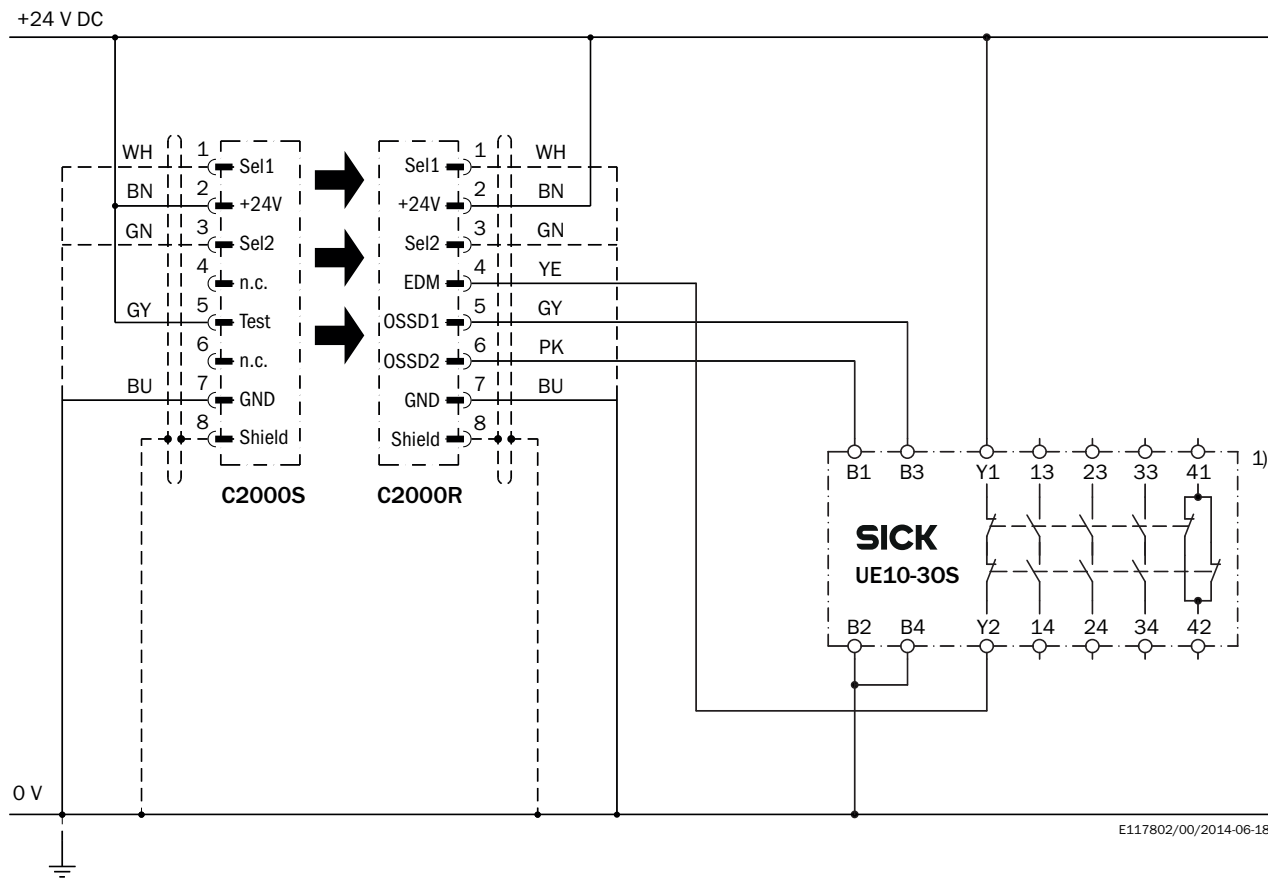 +24 V DC
WH 1 Sel1
BN 2 +24V
GN 3 Sel2
4 n.c.
GY 5 Test
6 n.c.
BU 7 GND
8 Shield
C2000S
Sel1 1 WH
+24V 2 BN
Sel2 3 GN
EDM 4 YE
OSSD1 5 GY
OSSD2 6 PK
GND 7 BU
Shield 8
C2000R
B1 B3 Y1 13 23 33 41 1)
SICK
UE10-30S
B2 B4 Y2 14 24 34 42
0 V
E117802/00/2014-06-18